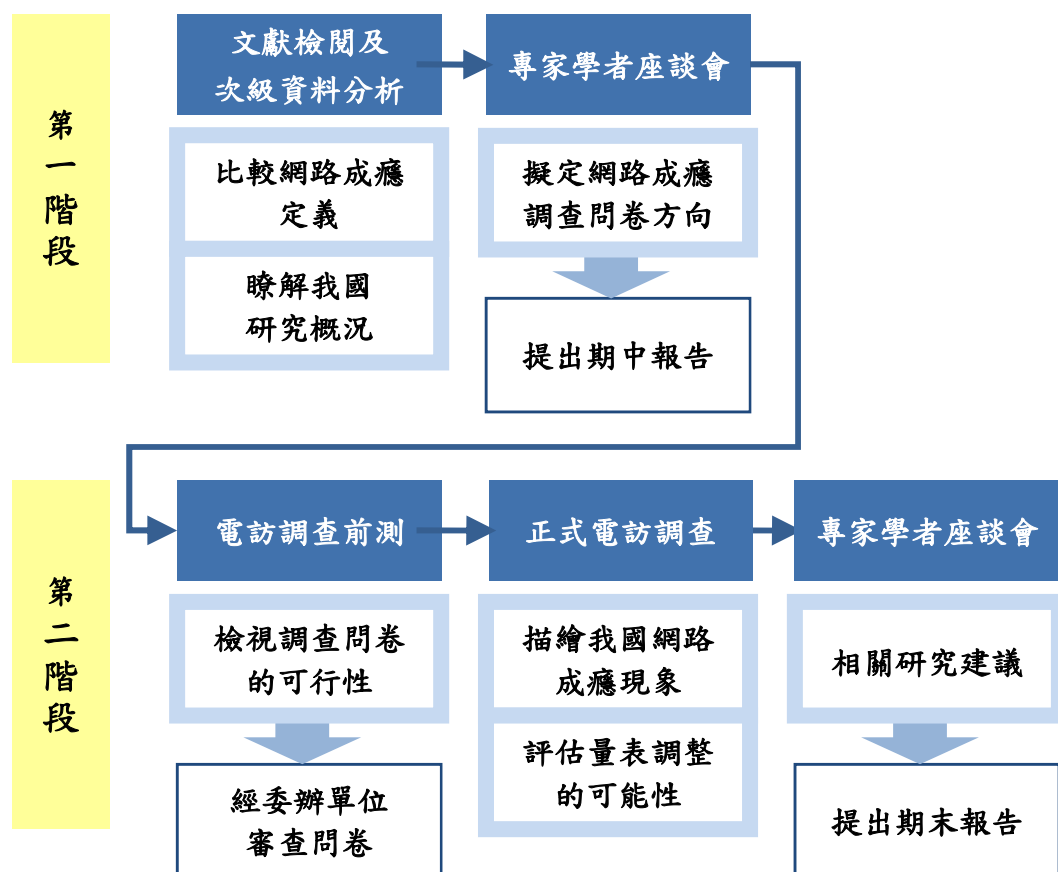 第一階段
文獻檢閱及
次級資料分析
專家學者座談會
比較網路成癮
定義
瞭解我國
研究概況
擬定網路成癮
調查問卷方向
提出期中報告
第二階段
電訪調查前測
正式電訪調查
專家學者座談會
檢視調查問卷
的可行性
經委辦單位
審查問卷
描繪我國網路
成癮現象
評估量表調整
的可能性
相關研究建議
提出期末報告